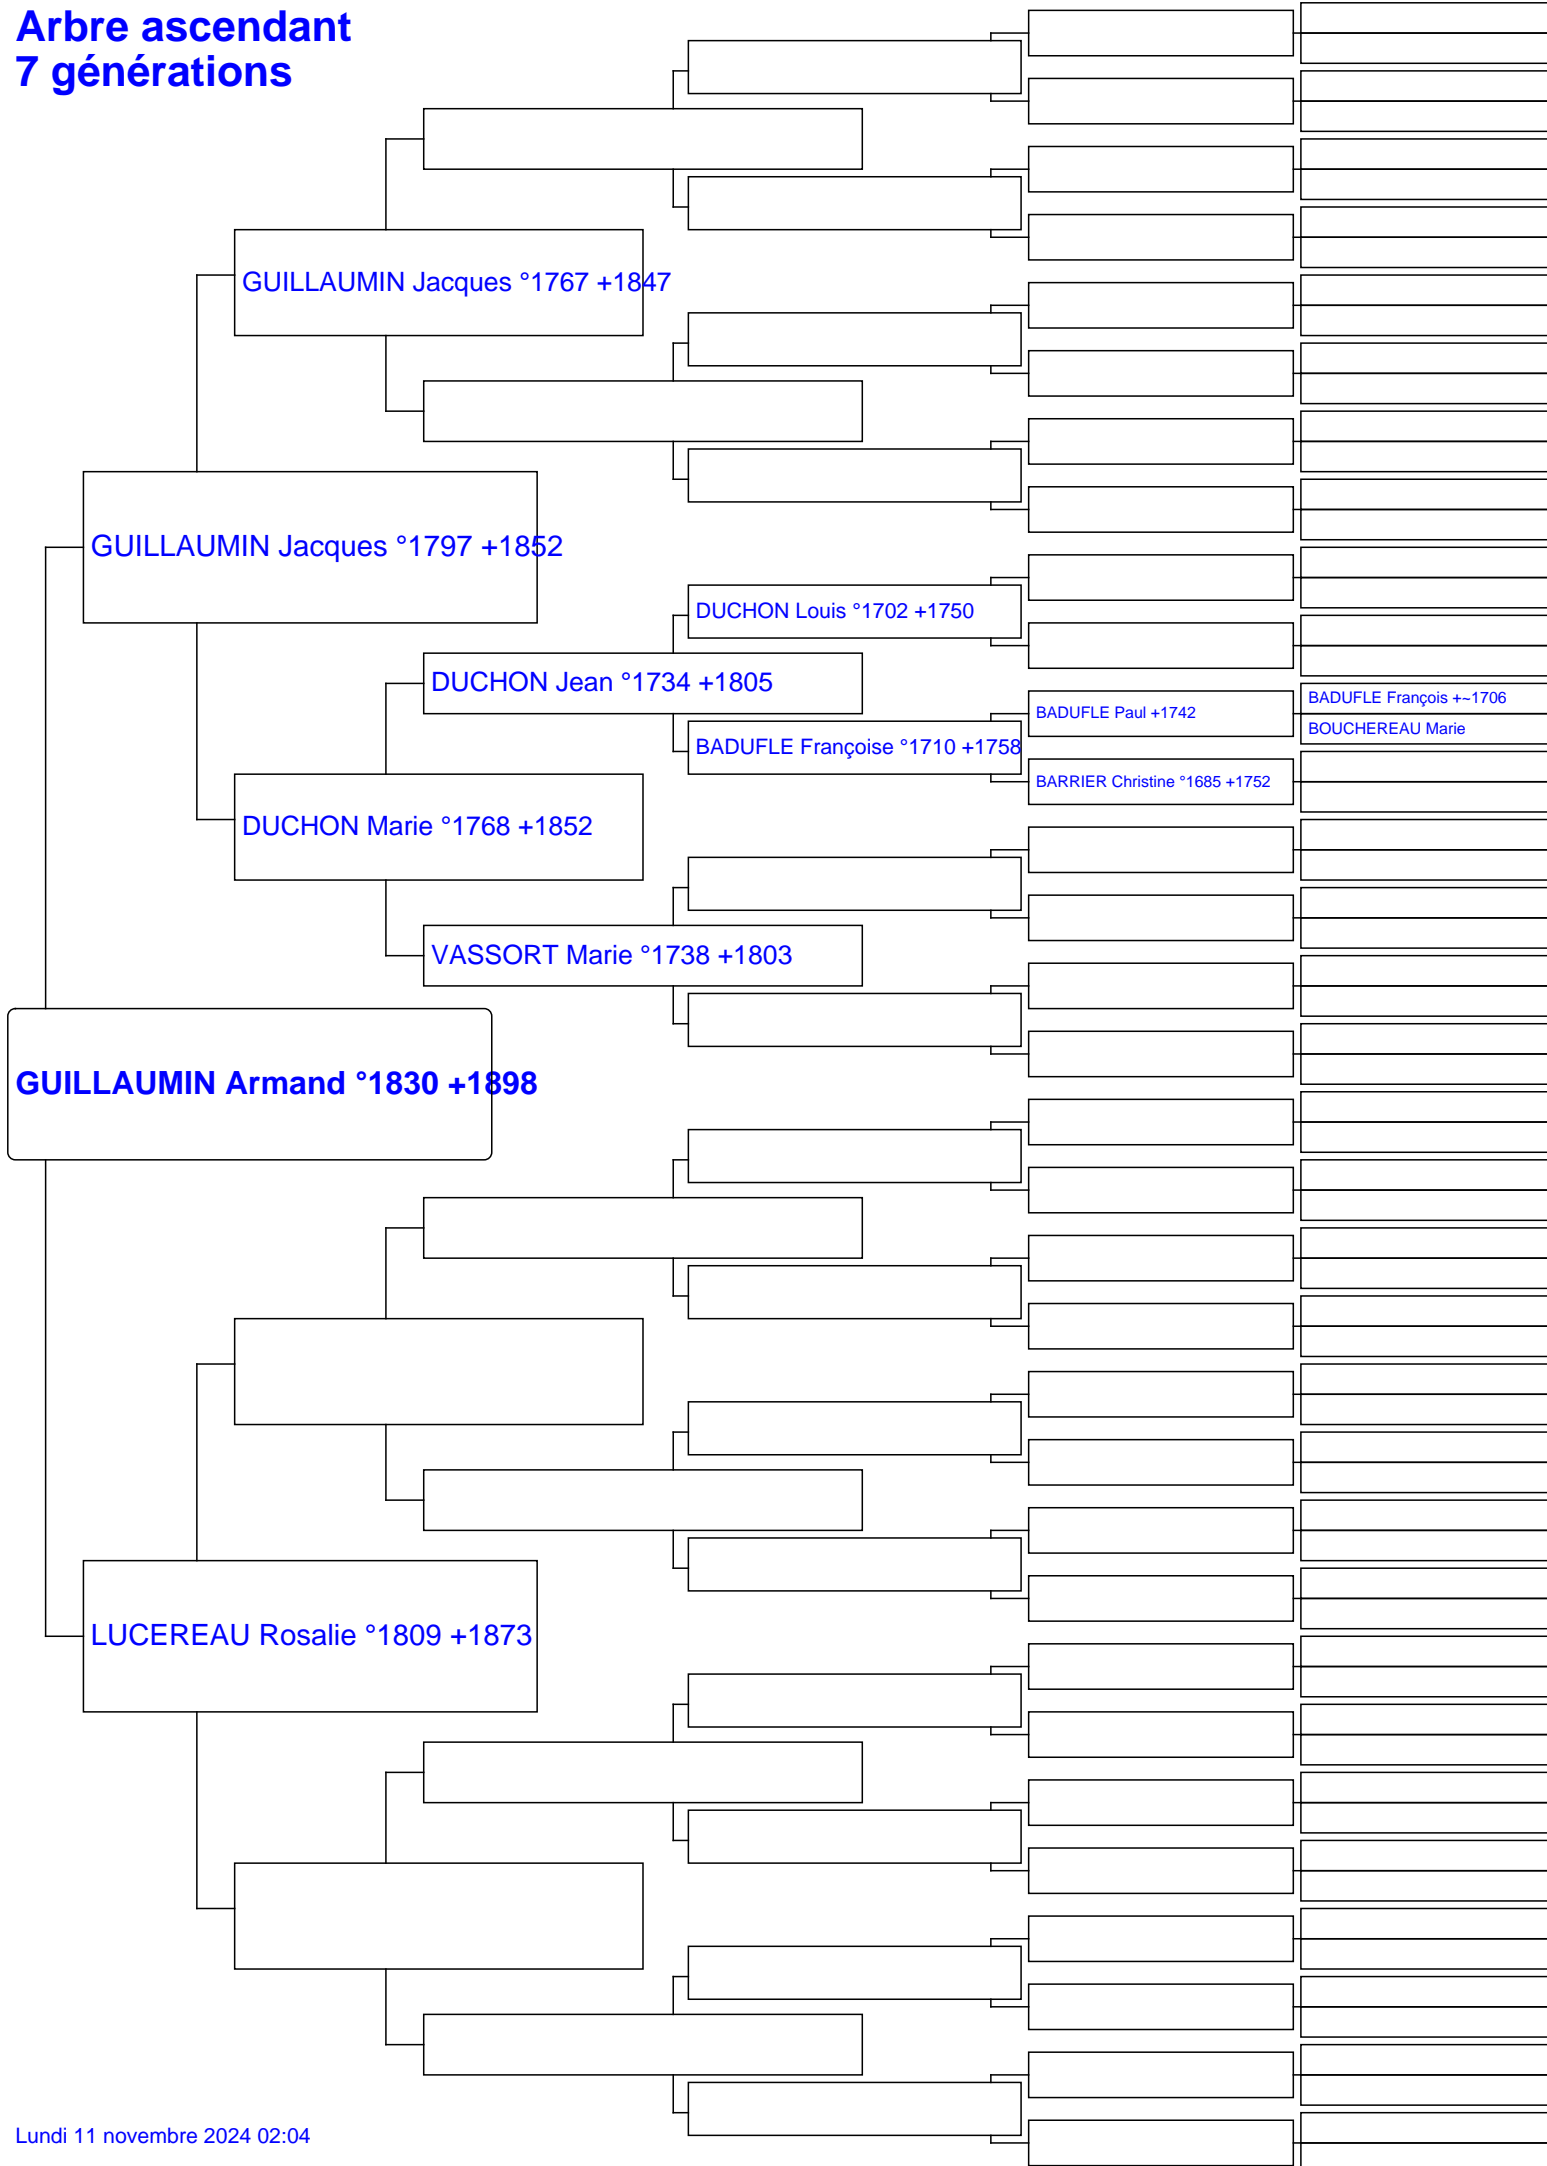 Arbre ascendant
7 générations
GUILLAUMIN Jacques °1767 +1847
GUILLAUMIN Jacques °1797 +1852
DUCHON Louis °1702 +1750
DUCHON Jean °1734 +1805
BADUFLE François +~1706
BADUFLE Paul +1742
BOUCHEREAU Marie
BADUFLE Françoise °1710 +1758
BARRIER Christine °1685 +1752
DUCHON Marie °1768 +1852
VASSORT Marie °1738 +1803
GUILLAUMIN Armand °1830 +1898
LUCEREAU Rosalie °1809 +1873
Lundi 11 novembre 2024 02:04